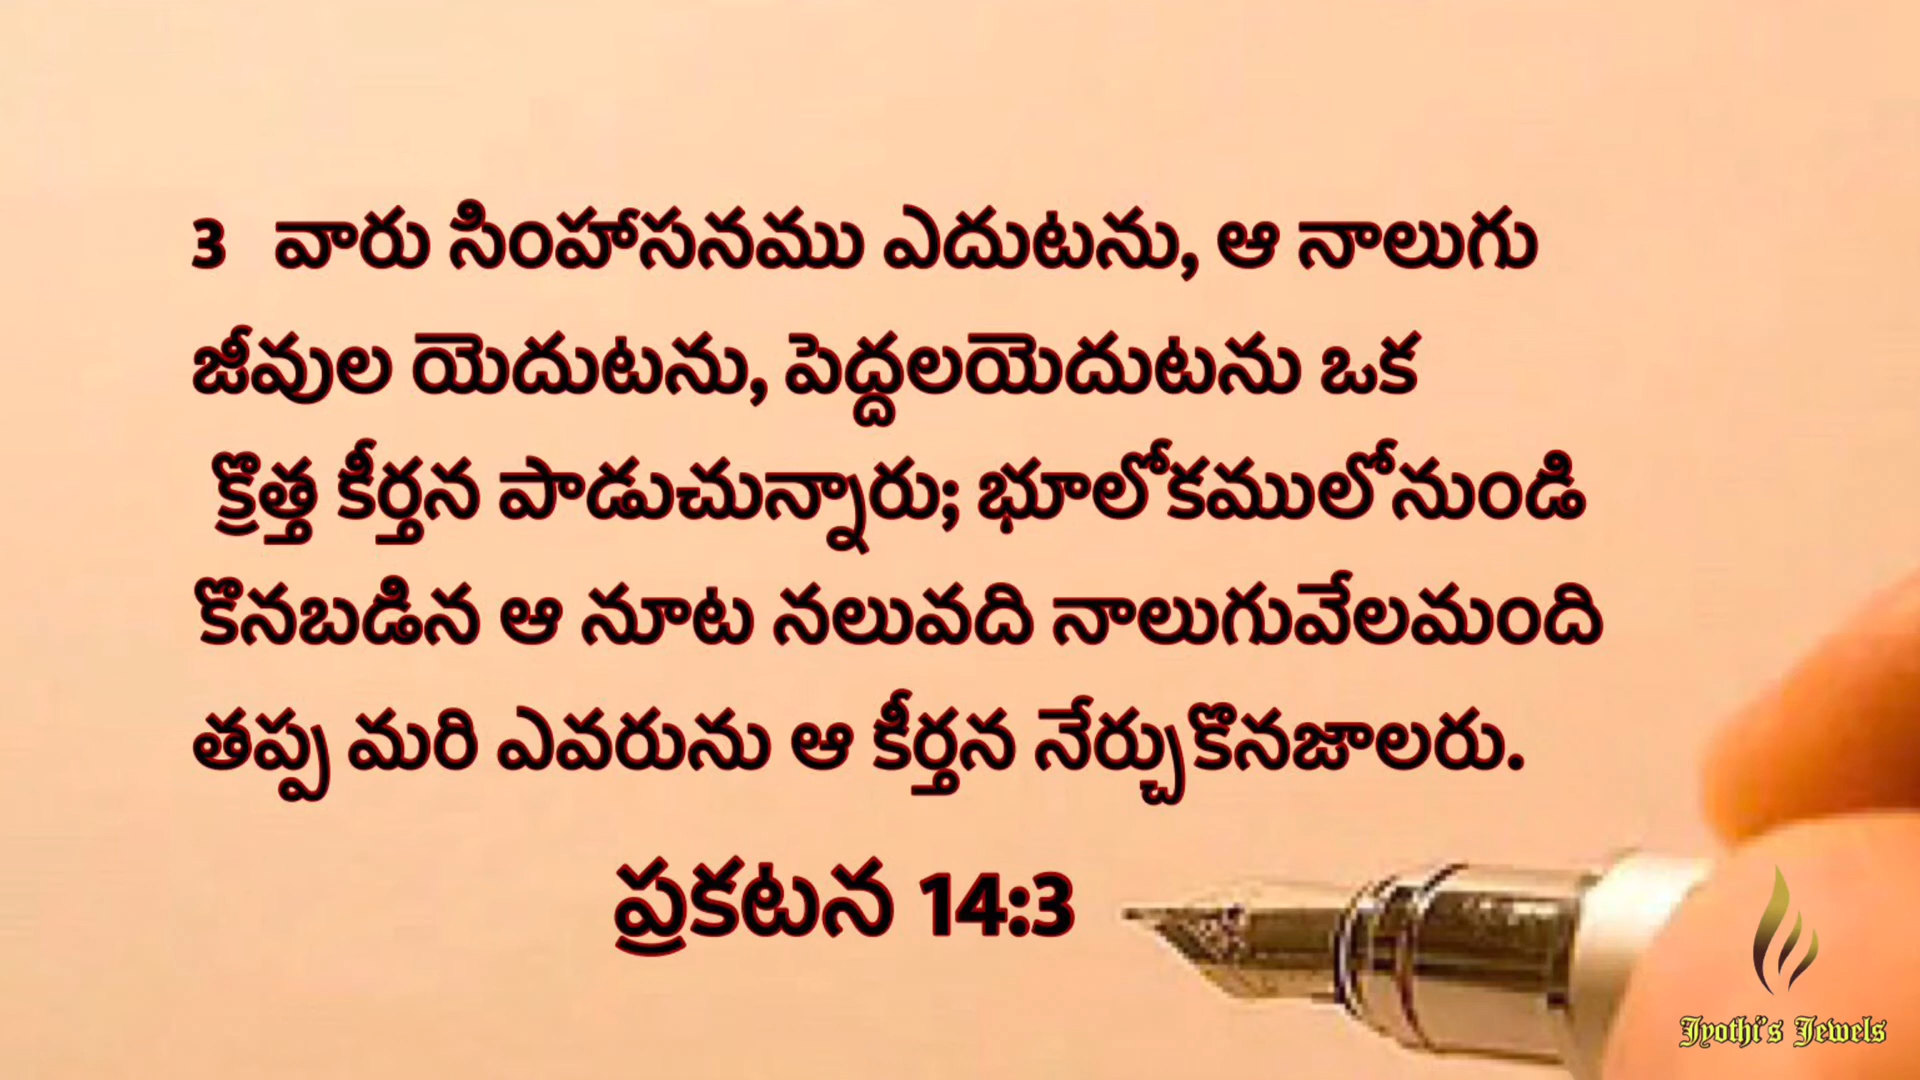 3 వారు సింహాసనము ఎదుటను, ఆ నాలుగు
జీవుల యెదుటను, పెద్దలయెదుటను ఒక
క్రొత్త కీర్తన పాడుచున్నారు; భూలోకములోనుండి
కొనబడిన ఆ నూట నలువది నాలుగువేలమంది
తప్ప మరి ఎవరును ఆ కీర్తన నేర్చుకొనజాలరు.
ప్రకటన 14:3
Jyothi's Jewels